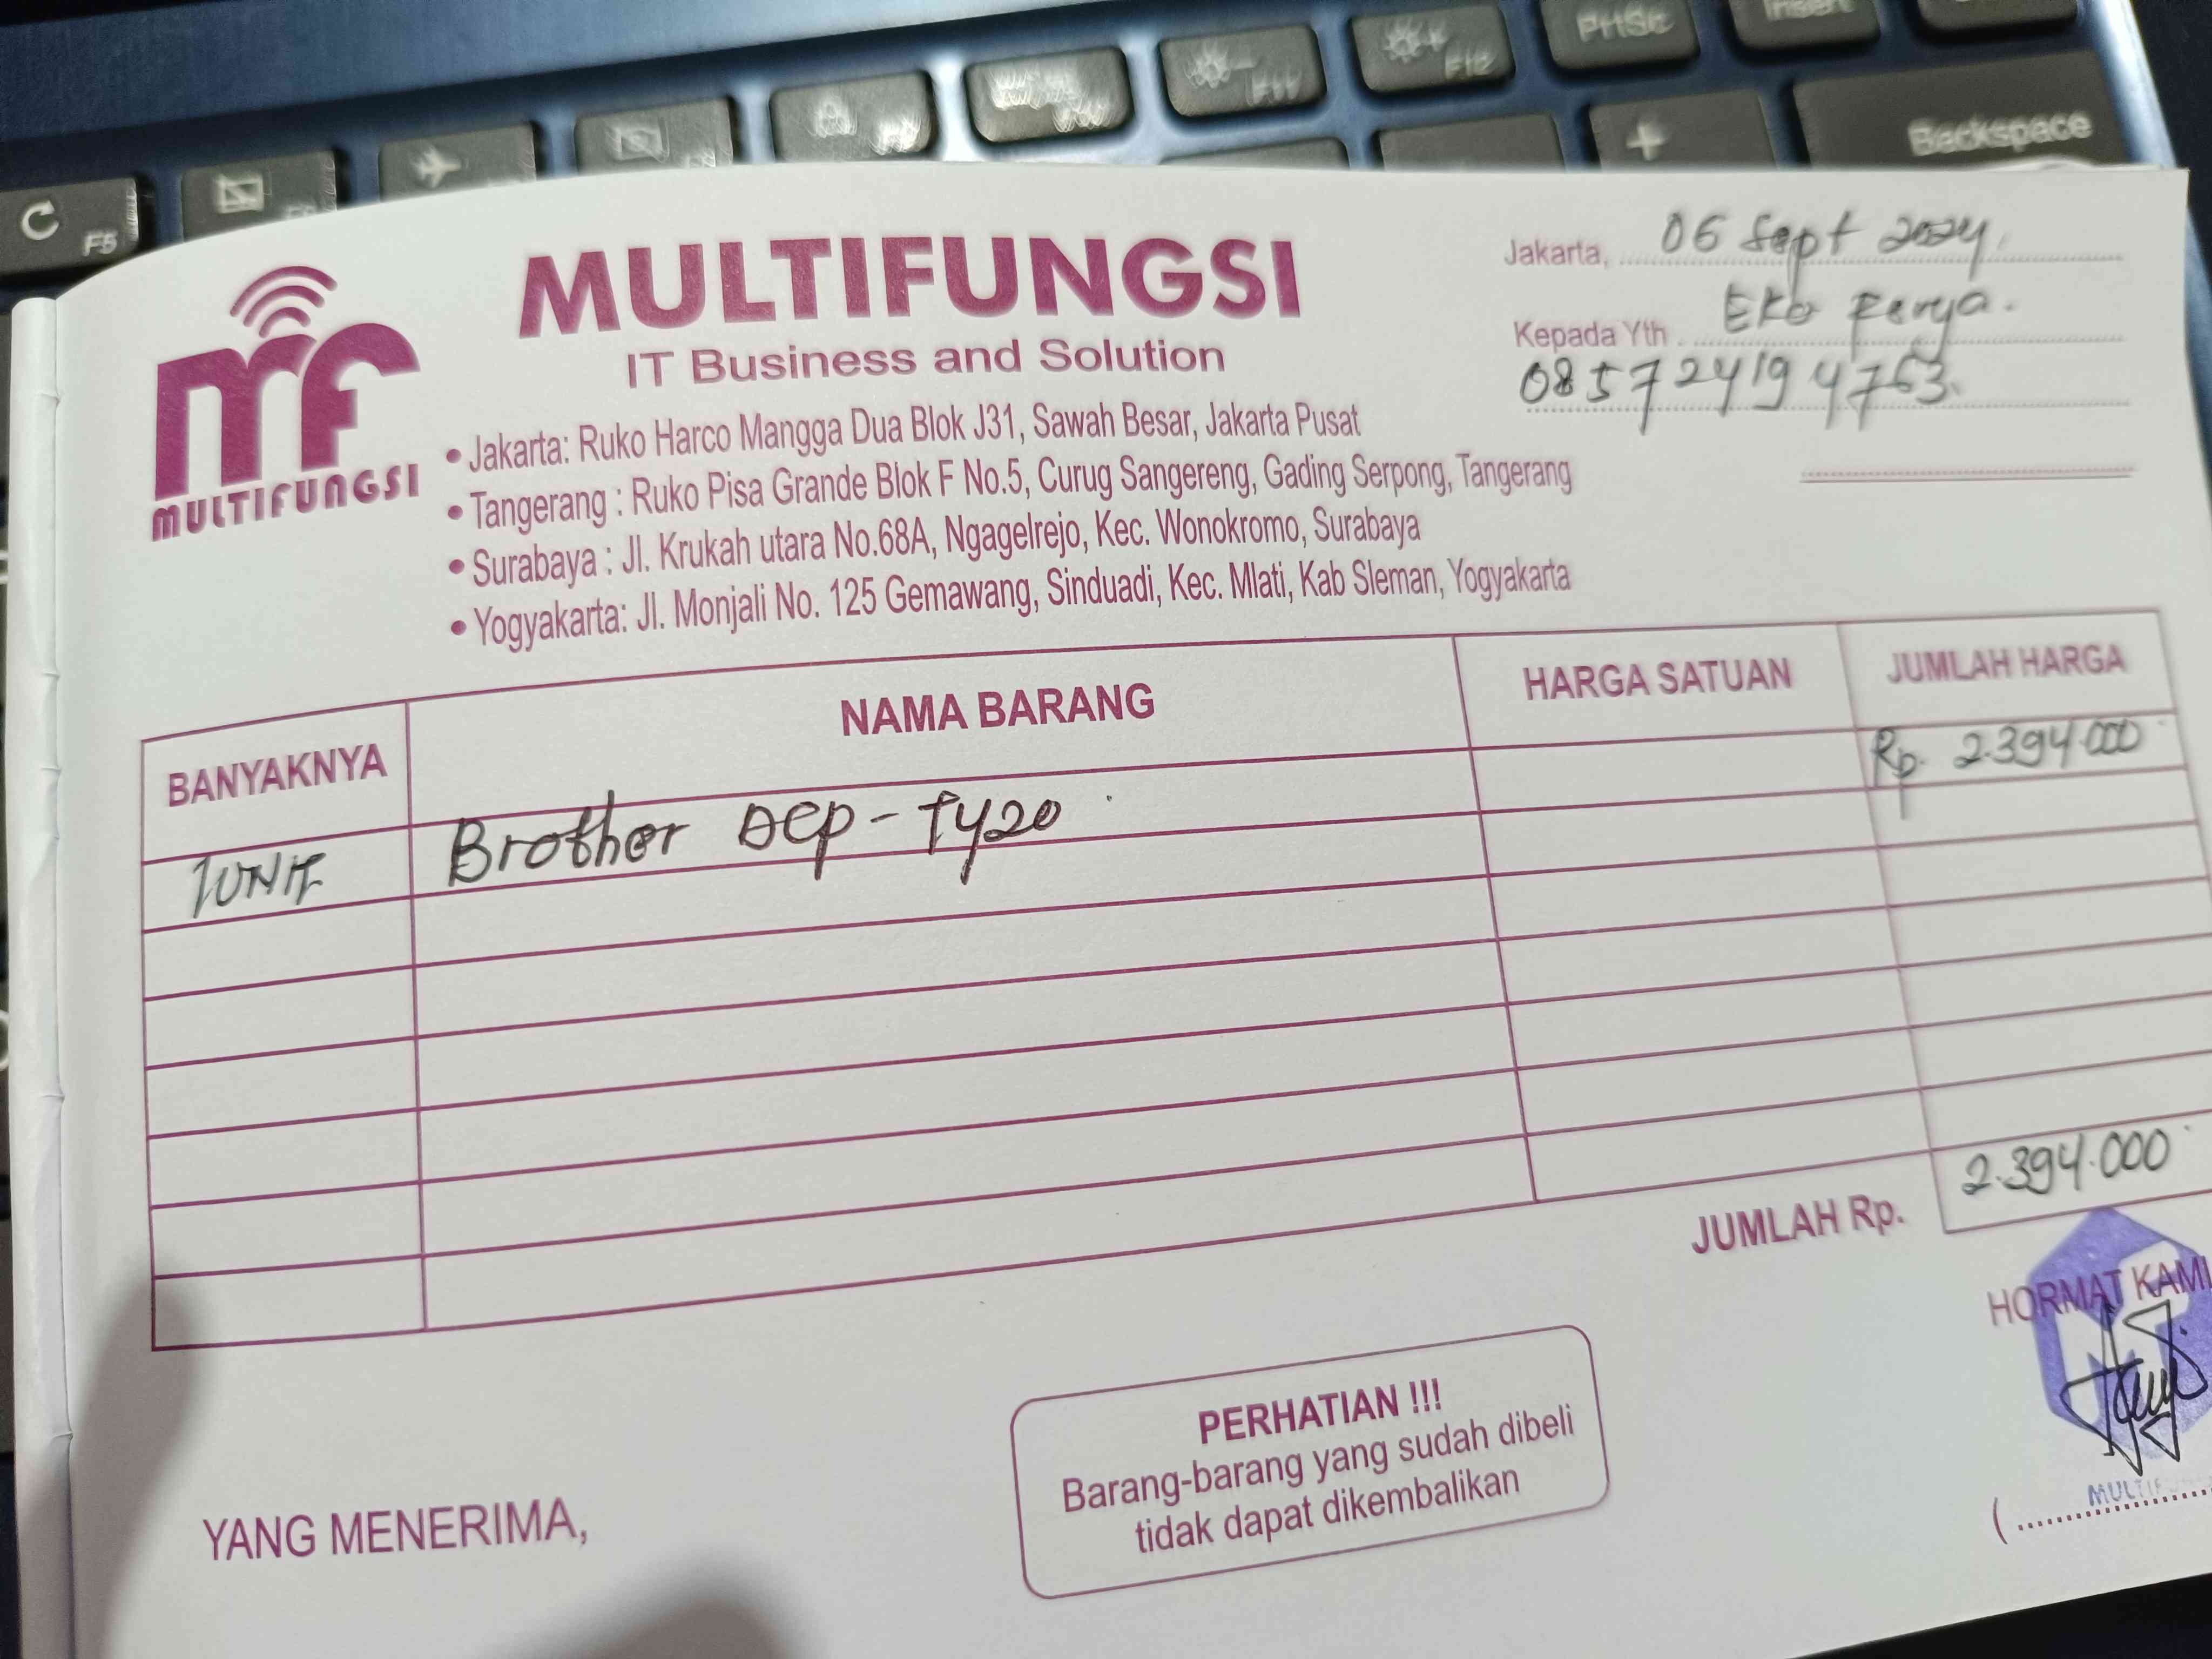 F5
PrtSc
Insert
F11
F12
+
Backspace
MULTIFUNGSI
IT Business and Solution
mf
MULTIFUNGSI
Jakarta, 06 Sept 2024
Kepada Yth. Eko
085724194763
• Jakarta: Ruko Harco Mangga Dua Blok J31, Sawah Besar, Jakarta Pusat
• Tangerang : Ruko Pisa Grande Blok F No.5, Curug Sangereng, Gading Serpong, Tangerang
• Surabaya : Jl. Krukah utara No.68A, Ngagelrejo, Kec. Wonokromo, Surabaya
• Yogyakarta: Jl. Monjali No. 125 Gemawang, Sinduadi, Kec. Mlati, Kab Sleman, Yogyakarta
BANYAKNYA NAMA BARANG HARGA SATUAN JUMLAH HARGA
1 UNIT Brother DCP-T420 Rp. 2.394.000
JUMLAH Rp. 2.394.000
HORMAT KAMI
PERHATIAN !!!
Barang-barang yang sudah dibeli
tidak dapat dikembalikan
YANG MENERIMA,